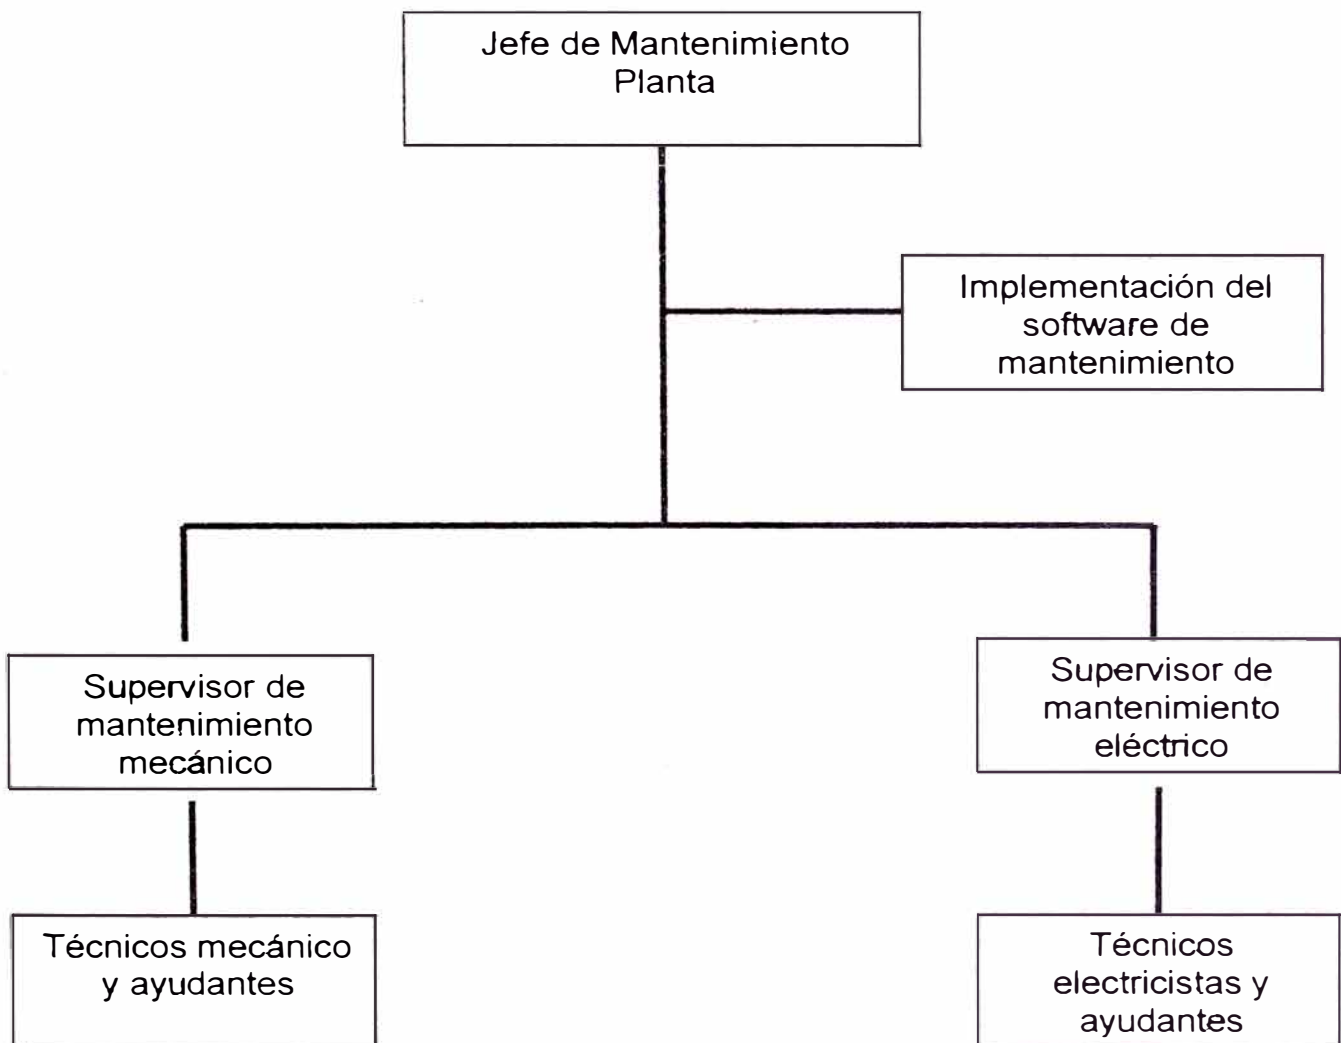 Jefe de Mantenimiento
Planta
Implementación del
software de
mantenimiento
Supervisor de
mantenimiento
mecánico
Supervisor de
mantenimiento
eléctrico
Técnicos mecánico
y ayudantes
Técnicos
electricistas y
ayudantes